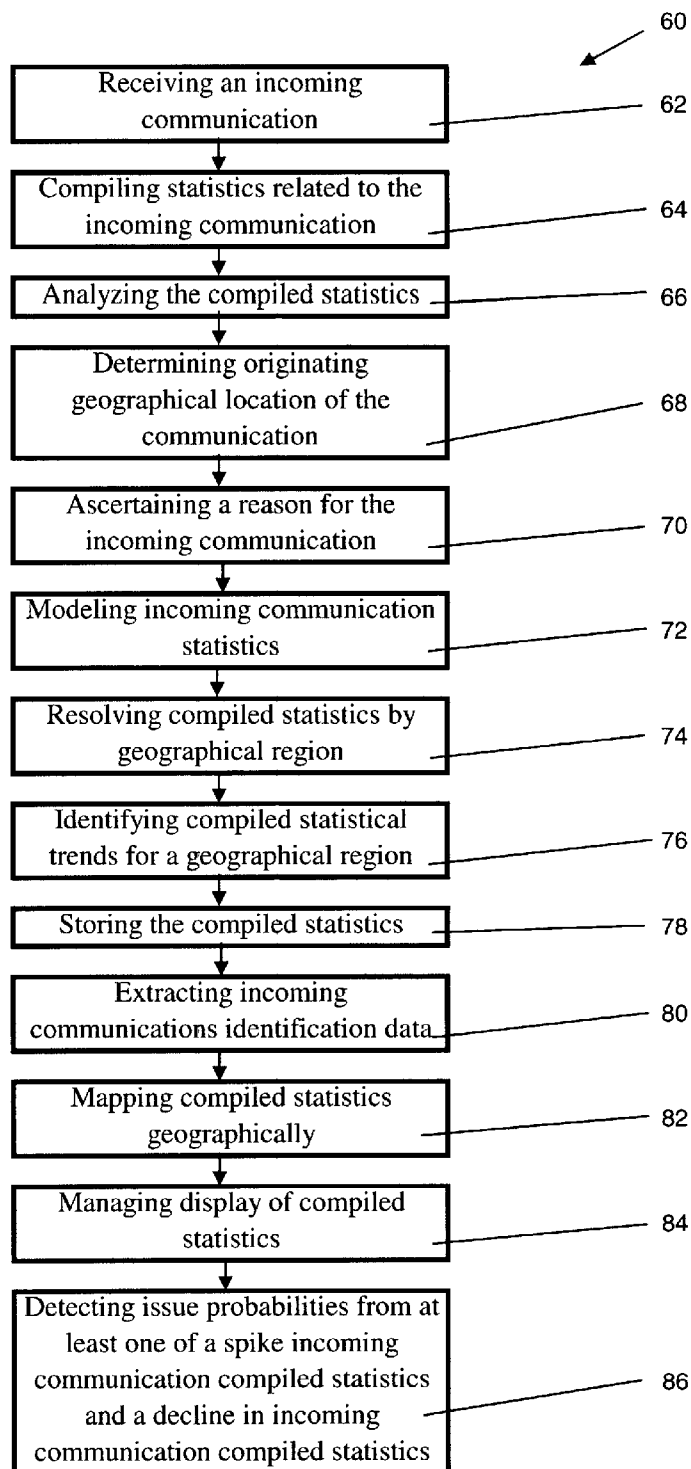 60
Receiving an incoming
communication
62
Compiling statistics related to the
incoming communication
64
Analyzing the compiled statistics
66
Determining originating
geographical location of the
communication
68
Ascertaining a reason for the
incoming communication
70
Modeling incoming communication
statistics
72
Resolving compiled statistics by
geographical region
74
Identifying compiled statistical
trends for a geographical region
76
Storing the compiled statistics
78
Extracting incoming
communications identification data
80
Mapping compiled statistics
geographically
82
Managing display of compiled
statistics
84
Detecting issue probabilities from at
least one of a spike incoming
communication compiled statistics
and a decline in incoming
communication compiled statistics
86